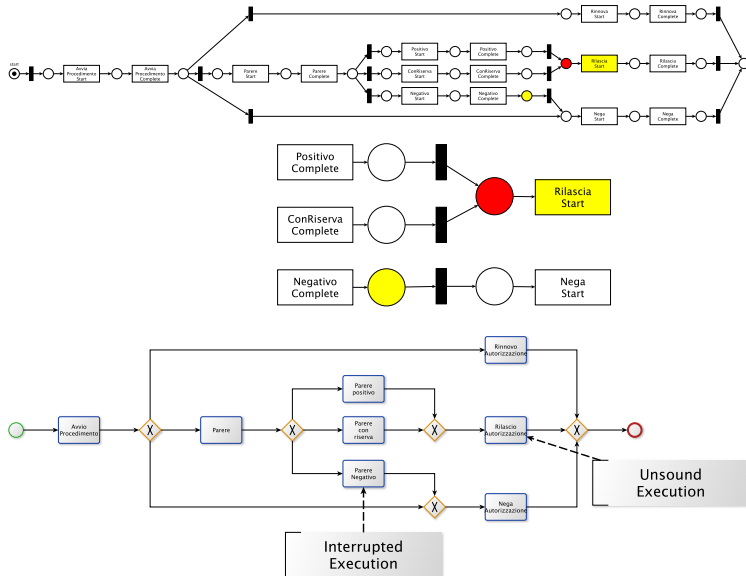 Rinnova
Start
Rinnova
Complete
start
Avvia
Procedimento
Start
Avvia
Procedimento
Complete
Parere
Start
Parere
Complete
Positivo
Start
Positivo
Complete
ConRiserva
Start
ConRiserva
Complete
Negativo
Start
Negativo
Complete
Rilascia
Start
Rilascia
Complete
Nega
Start
Nega
Complete
Positivo
Complete
ConRiserva
Complete
Rilascia
Start
Negativo
Complete
Nega
Start
Rinnovo
Autorizzazione
Avvio
Procedimento
X
Parere
X
Parere
positivo
Parere
con
riserva
Parere
Negativo
X
X
Rilascio
Autorizzazione
X
Nega
Autorizzazione
Unsound
Execution
Interrupted
Execution